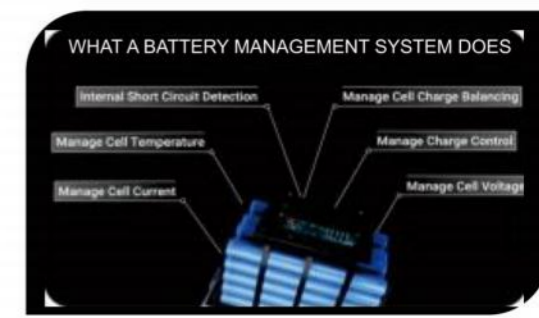 WHAT A BATTERY MANAGEMENT SYSTEM DOES
Internal Short Circuit Detection
Manage Cell Charge Balancing
Manage Cell Temperature
Manage Charge Control
Manage Cell Current
Manage Cell Voltage